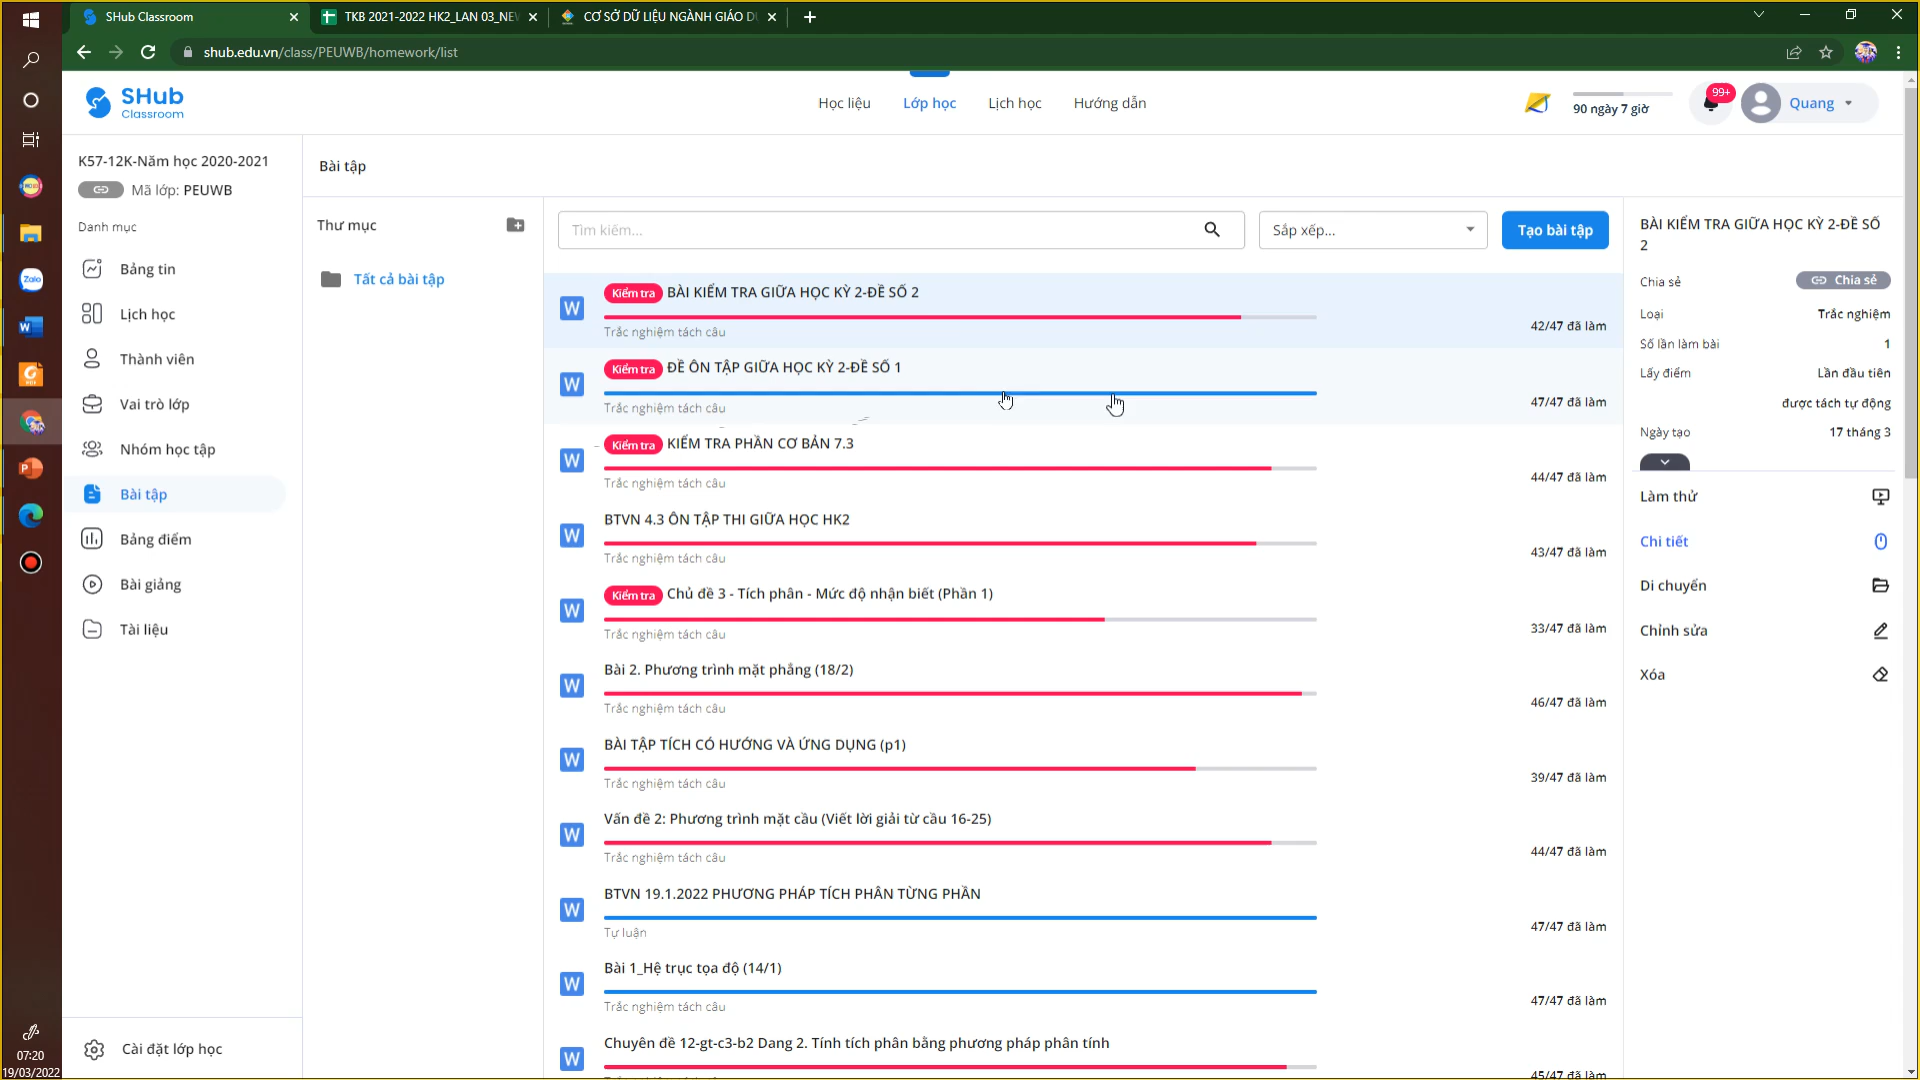 SHub Classroom
TKB 2021-2022 HK2_LAN 03_NEW
CƠ SỞ DỮ LIỆU NGÀNH GIÁO DỤ
shub.edu.vn/class/PEUWB/homework/list
SHub
Classroom
Học liệu
Lớp học
Lịch học
Hướng dẫn
90 ngày 7 giờ
99+
Quang
K57-12K-Năm học 2020-2021
Mã lớp: PEUWB
Danh mục
Bảng tin
Lịch học
Thành viên
Vai trò lớp
Nhóm học tập
Bài tập
Bảng điểm
Bài giảng
Tài liệu
Cài đặt lớp học
Bài tập
Thư mục
Tất cả bài tập
Tìm kiếm...
Sắp xếp...
Tạo bài tập
W
Kiểm tra BÀI KIỂM TRA GIỮA HỌC KỲ 2-ĐỀ SỐ 2
Trắc nghiệm tách câu
42/47 đã làm
W
Kiểm tra ĐỀ ÔN TẬP GIỮA HỌC KỲ 2-ĐỀ SỐ 1
Trắc nghiệm tách câu
47/47 đã làm
W
Kiểm tra KIỂM TRA PHẦN CƠ BẢN 7.3
Trắc nghiệm tách câu
44/47 đã làm
W
BTVN 4.3 ÔN TẬP THI GIỮA HỌC HK2
Trắc nghiệm tách câu
43/47 đã làm
W
Kiểm tra Chủ đề 3 - Tích phân - Mức độ nhận biết (Phần 1)
Trắc nghiệm tách câu
33/47 đã làm
W
Bài 2. Phương trình mặt phẳng (18/2)
Trắc nghiệm tách câu
46/47 đã làm
W
BÀI TẬP TÍCH CÓ HƯỚNG VÀ ỨNG DỤNG (p1)
Trắc nghiệm tách câu
39/47 đã làm
W
Vấn đề 2: Phương trình mặt cầu (Viết lời giải từ cầu 16-25)
Trắc nghiệm tách câu
44/47 đã làm
W
BTVN 19.1.2022 PHƯƠNG PHÁP TÍCH PHÂN TỪNG PHẦN
Tự luận
47/47 đã làm
W
Bài 1_Hệ trục tọa độ (14/1)
Trắc nghiệm tách câu
47/47 đã làm
W
Chuyên đề 12-gt-c3-b2 Dang 2. Tính tích phân bằng phương pháp phân tính
45/47 đã làm
BÀI KIỂM TRA GIỮA HỌC KỲ 2-ĐỀ SỐ
2
Chia sẻ
Chia sẻ
Loại
Trắc nghiệm
Số lần làm bài
1
Lấy điểm
Lần đầu tiên
được tách tự động
Ngày tạo
17 tháng 3
Làm thử
Chi tiết
Di chuyển
Chỉnh sửa
Xóa
Zalo
07:20
19/03/2022